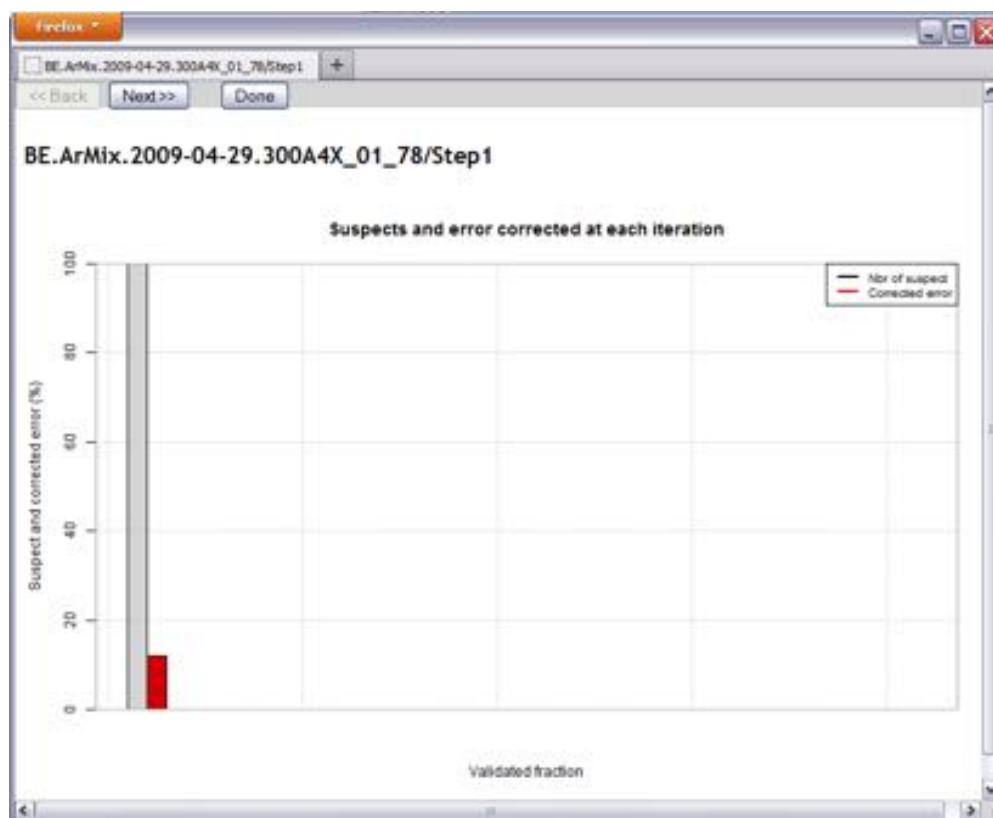 Firefox
BE.ArMix.2009-04-29.300A4X_01_78/Step1
+
<< Back
Next >>
Done
BE.ArMix.2009-04-29.300A4X_01_78/Step1
Suspects and error corrected at each iteration
Nbr of suspect
Corrected error
100
80
60
40
20
0
Suspect and corrected error (%)
Validated fraction